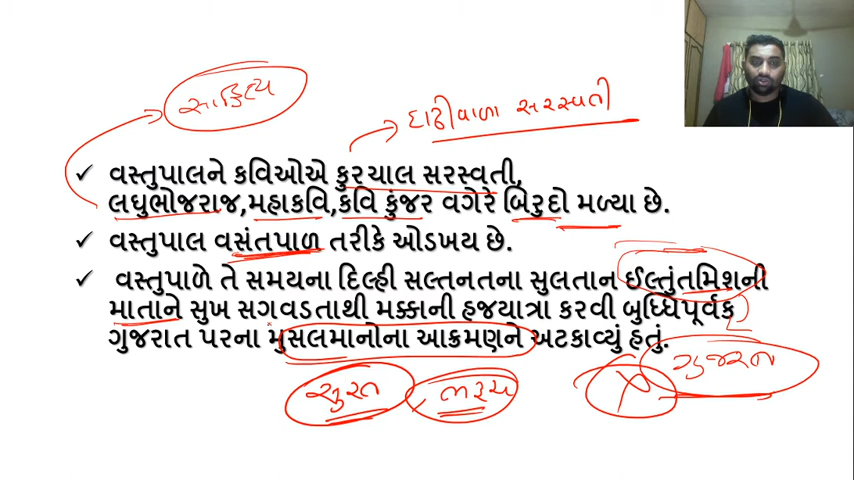 સાહિત્ય
દાઢીવાળા સરસ્વતી
✓ વસ્તુપાલને કવિઓએ કુરચાલ સરસ્વતી,
લઘુભોજરાજ,મહાકવિ,કવિ કુંજર વગેરે બિરુદો મળ્યા છે.
✓ વસ્તુપાલ વસંતપાળ તરીકે ઓડખય છે.
✓ વસ્તુપાળે તે સમયના દિલ્હી સલ્તનતના સુલતાન ઈલ્તુંતમિશની
માતાને સુખ સગવડતાથી મક્કાની હજયાત્રા કરવી બુધ્ધિપૂર્વક
ગુજરાત પરના મુસલમાનોના આક્રમણને અટકાવ્યું હતું.
ગુજરાત
સુરત ભરૂચ